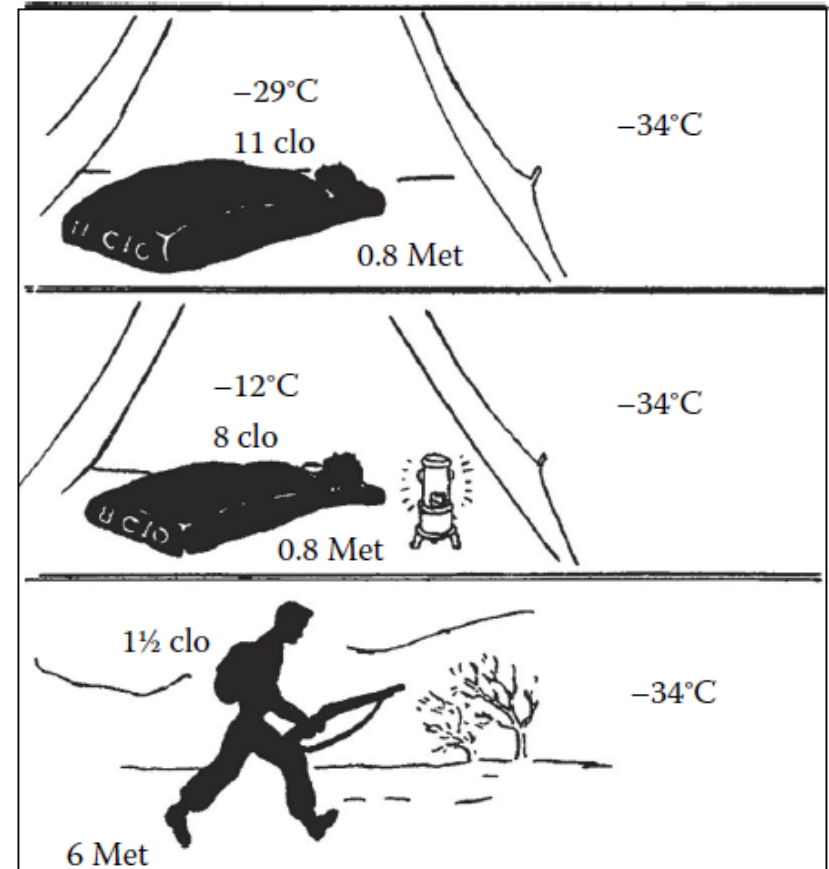 –29°C
11 clo
–34°C
11 CLO
0.8 Met
–12°C
8 clo
–34°C
8 CLO
0.8 Met
1½ clo
–34°C
6 Met